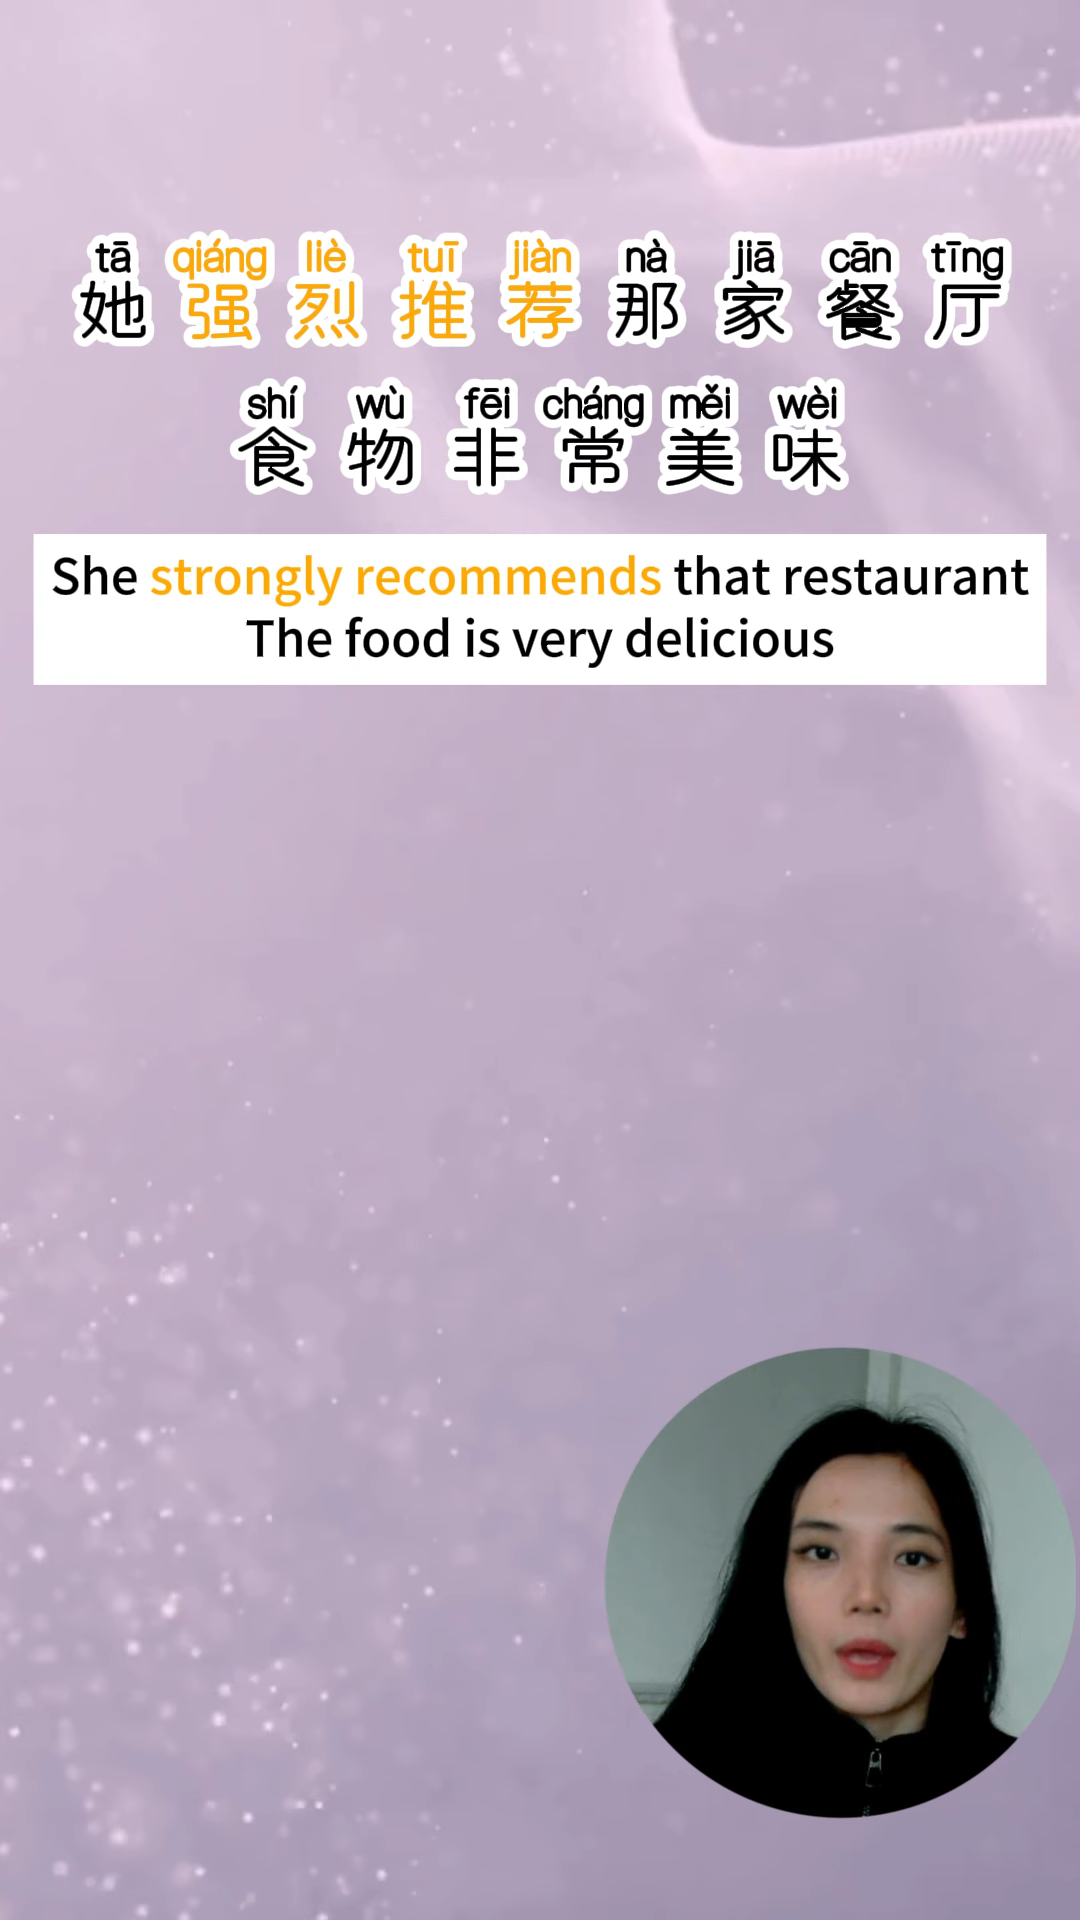 tā qiáng liè tuī jiàn nà jiā cān tīng
她强烈推荐那家餐厅
shí wù fēi cháng měi wèi
食物非常美味
She strongly recommends that restaurant
The food is very delicious